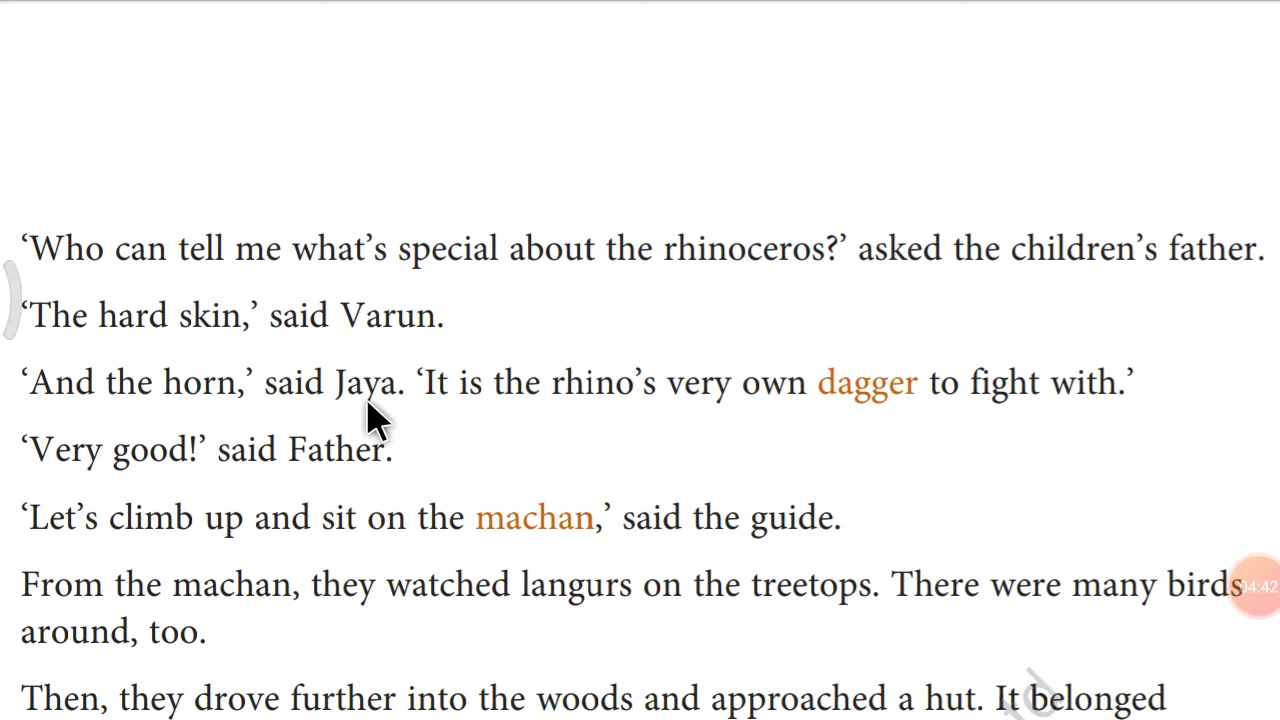 ‘Who can tell me what’s special about the rhinoceros?’ asked the children’s father.
‘The hard skin,’ said Varun.
‘And the horn,’ said Jaya. ‘It is the rhino’s very own dagger to fight with.’
‘Very good!’ said Father.
‘Let’s climb up and sit on the machan,’ said the guide.
From the machan, they watched langurs on the treetops. There were many birds
04:42
around, too.
Then, they drove further into the woods and approached a hut. It belonged